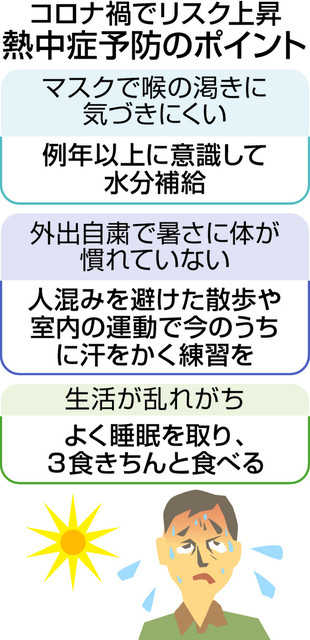 コロナ禍でリスク上昇
熱中症予防のポイント
マスクで喉の渇きに
気づきにくい
例年以上に意識して
水分補給
外出自粛で暑さに体が
慣れていない
人混みを避けた散歩や
室内の運動で今のうち
に汗をかく練習を
生活が乱れがち
よく睡眠を取り、
３食きちんと食べる